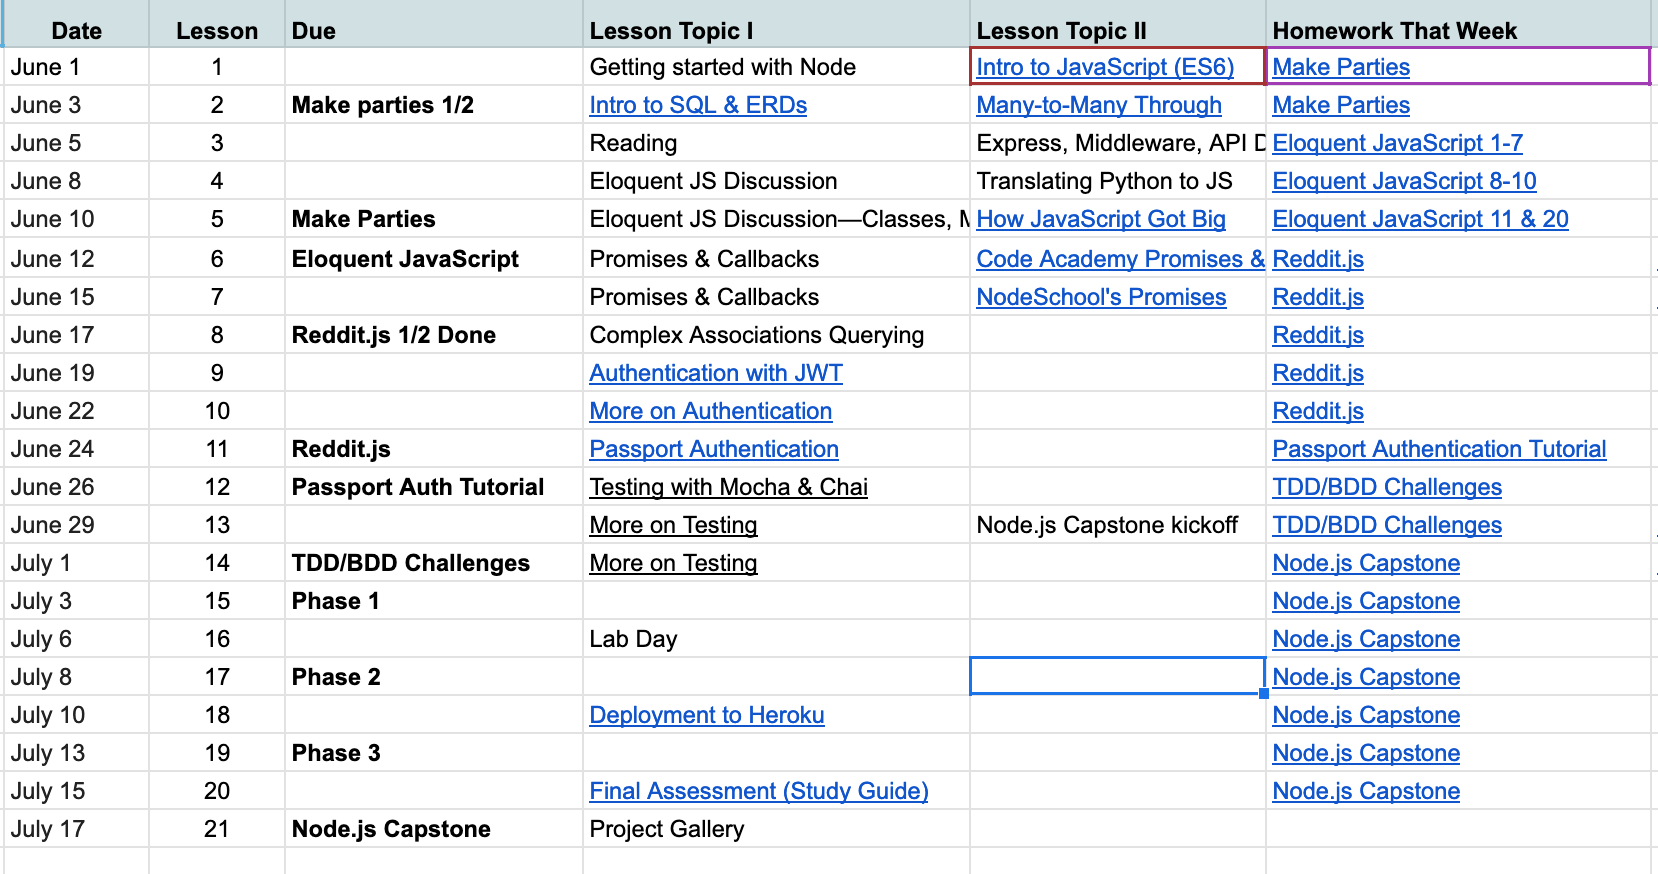 Date Lesson Due Lesson Topic I Lesson Topic II Homework That Week
June 1 1 Getting started with Node Intro to JavaScript (ES6) Make Parties
June 3 2 Make parties 1/2 Intro to SQL & ERDs Many-to-Many Through Make Parties
June 5 3 Reading Express, Middleware, API Eloquent JavaScript 1-7
June 8 4 Eloquent JS Discussion Translating Python to JS Eloquent JavaScript 8-10
June 10 5 Make Parties Eloquent JS Discussion—Classes, How JavaScript Got Big Eloquent JavaScript 11 & 20
June 12 6 Eloquent JavaScript Promises & Callbacks Code Academy Promises & Reddit.js
June 15 7 Promises & Callbacks NodeSchool's Promises Reddit.js
June 17 8 Reddit.js 1/2 Done Complex Associations Querying Reddit.js
June 19 9 Authentication with JWT Reddit.js
June 22 10 More on Authentication Reddit.js
June 24 11 Reddit.js Passport Authentication Passport Authentication Tutorial
June 26 12 Passport Auth Tutorial Testing with Mocha & Chai TDD/BDD Challenges
June 29 13 More on Testing Node.js Capstone kickoff TDD/BDD Challenges
July 1 14 TDD/BDD Challenges More on Testing Node.js Capstone
July 3 15 Phase 1 Node.js Capstone
July 6 16 Lab Day Node.js Capstone
July 8 17 Phase 2 Node.js Capstone
July 10 18 Deployment to Heroku Node.js Capstone
July 13 19 Phase 3 Node.js Capstone
July 15 20 Final Assessment (Study Guide) Node.js Capstone
July 17 21 Node.js Capstone Project Gallery